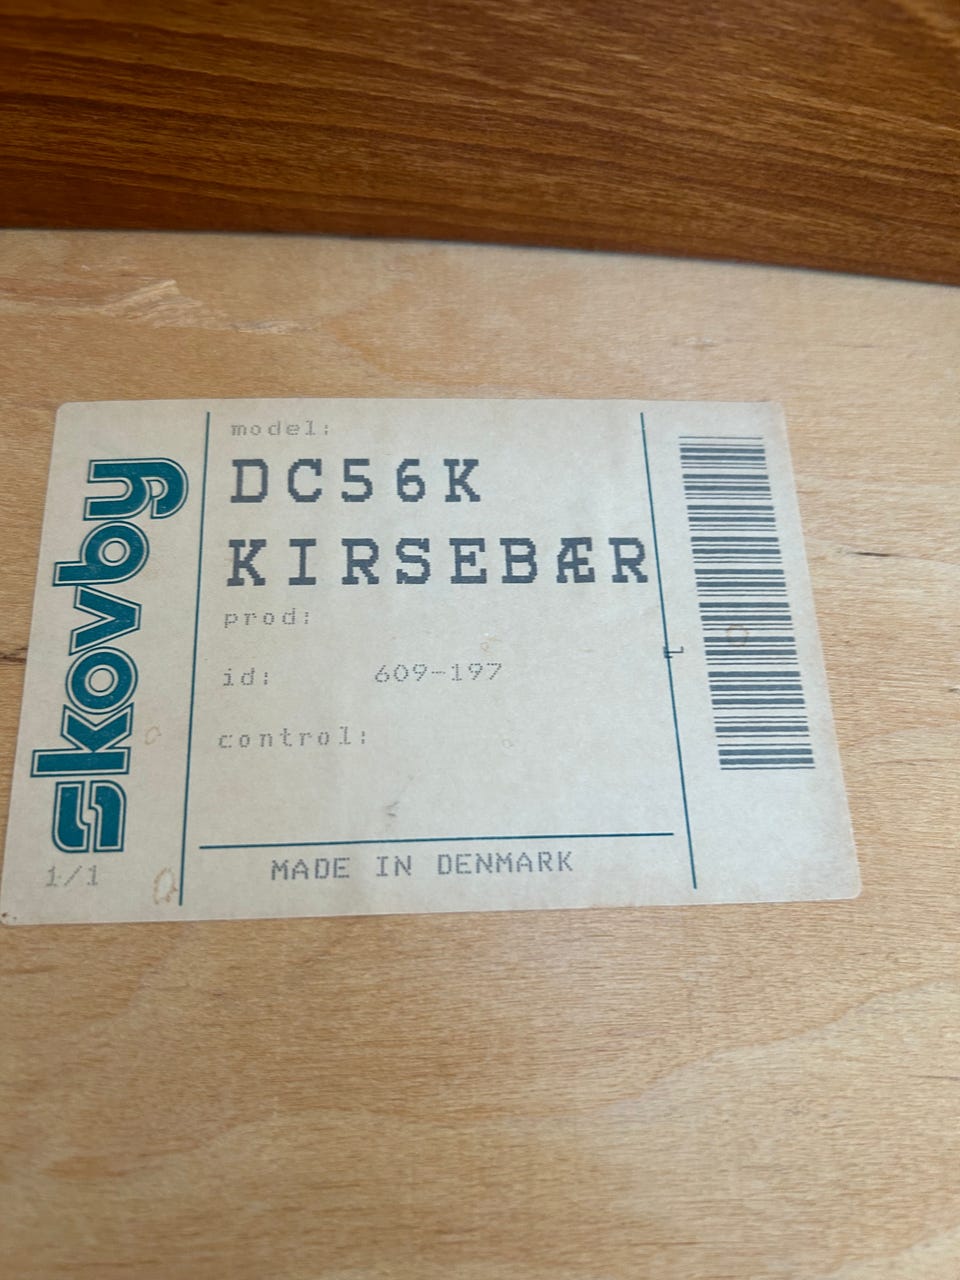 skovby
model:
DC56K
KIRSEBÆR
prod:
id: 609-197
control:
1/1
MADE IN DENMARK